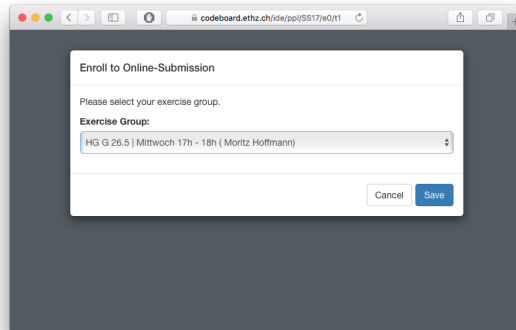 codeboard.ethz.ch/ide/ppl/SS17/e0/t1
Enroll to Online-Submission
Please select your exercise group.
Exercise Group:
HG G 26.5 | Mittwoch 17h - 18h ( Moritz Hoffmann)
Cancel Save